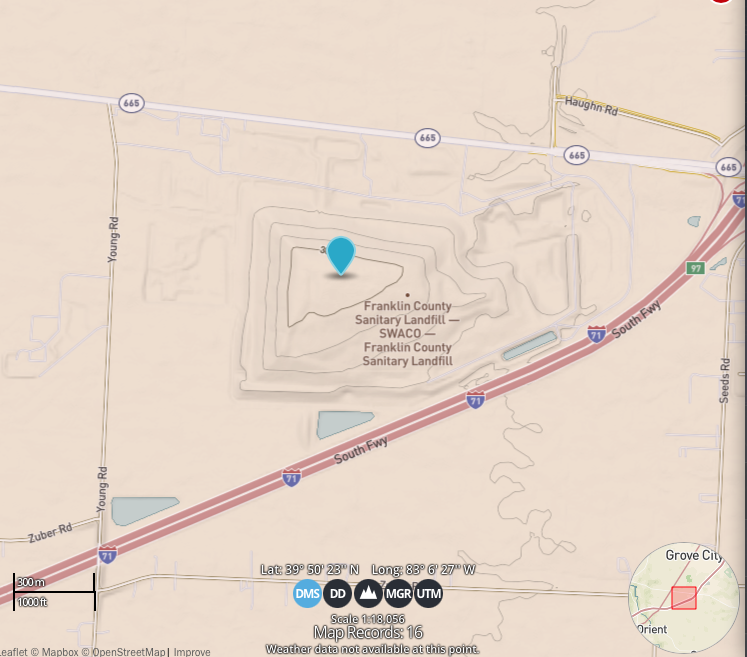 Haughn Rd
665
665
665
665
71
Young Rd
97
Franklin County
Sanitary Landfill —
SWACO —
Franklin County
Sanitary Landfill
South Fwy
71
Seeds Rd
71
South Fwy
71
Young Rd
Zuber Rd
71
Grove City
Lat: 39° 50' 23" N Long: 83° 6' 27" W
300 m
1000 ft
DMS DD MGR UTM
Orient
Scale 1:18,056
Map Records: 16
Weather data not available at this point.
Leaflet © Mapbox © OpenStreetMap | Improve